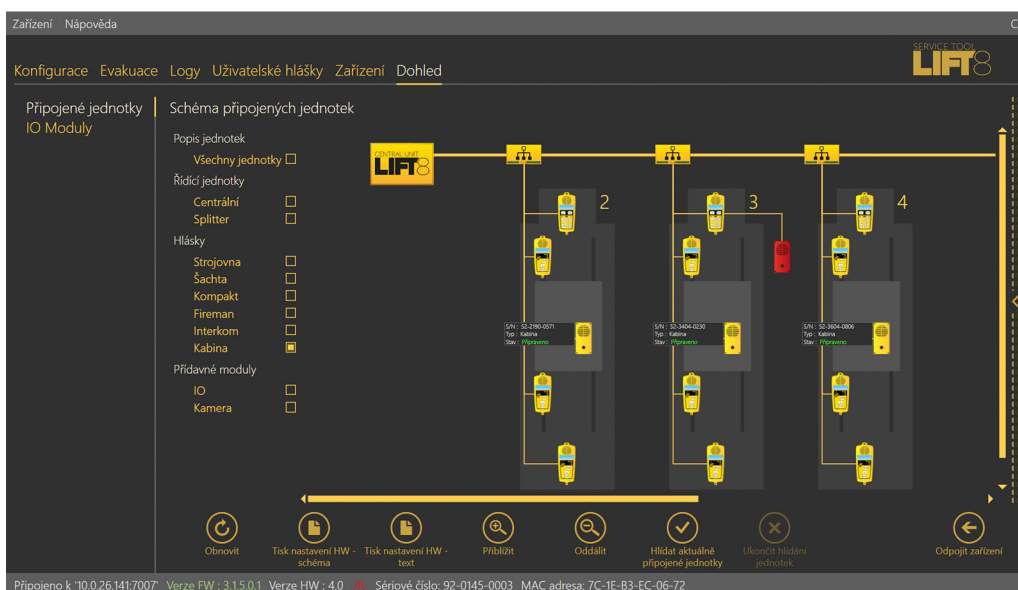 Zařízení Nápověda
SERVICE TOOL
LIFT8
Konfigurace Evakuace Logy Uživatelské hlášky Zařízení Dohled
Připojené jednotky
IO Moduly
Schéma připojených jednotek
Popis jednotek
Všechny jednotky
Řídící jednotky
Centrální
Splitter
Hlásky
Strojovna
Šachta
Kompakt
Fireman
Interkom
Kabina
Přídavné moduly
IO
Kamera
CENTRAL UNIT
LIFT8
2
3
4
S/N : 52-2190-0571
Typ : Kabina
Stav : Připraveno
S/N : 52-3404-0230
Typ : Kabina
Stav : Připraveno
S/N : 52-3604-0806
Typ : Kabina
Stav : Připraveno
Obnovit
Tisk nastavení HW -
schéma
Tisk nastavení HW -
text
Přiblížit
Oddálit
Hlídat aktuálně
připojené jednotky
Ukončit hlídání
jednotek
Odpojit zařízení
Připojeno k '10.0.26.141:7007' Verze FW : 3.1.5.0.1 Verze HW : 4.0 Sériové číslo: 92-0145-0003 MAC adresa: 7C-1E-B3-EC-06-72